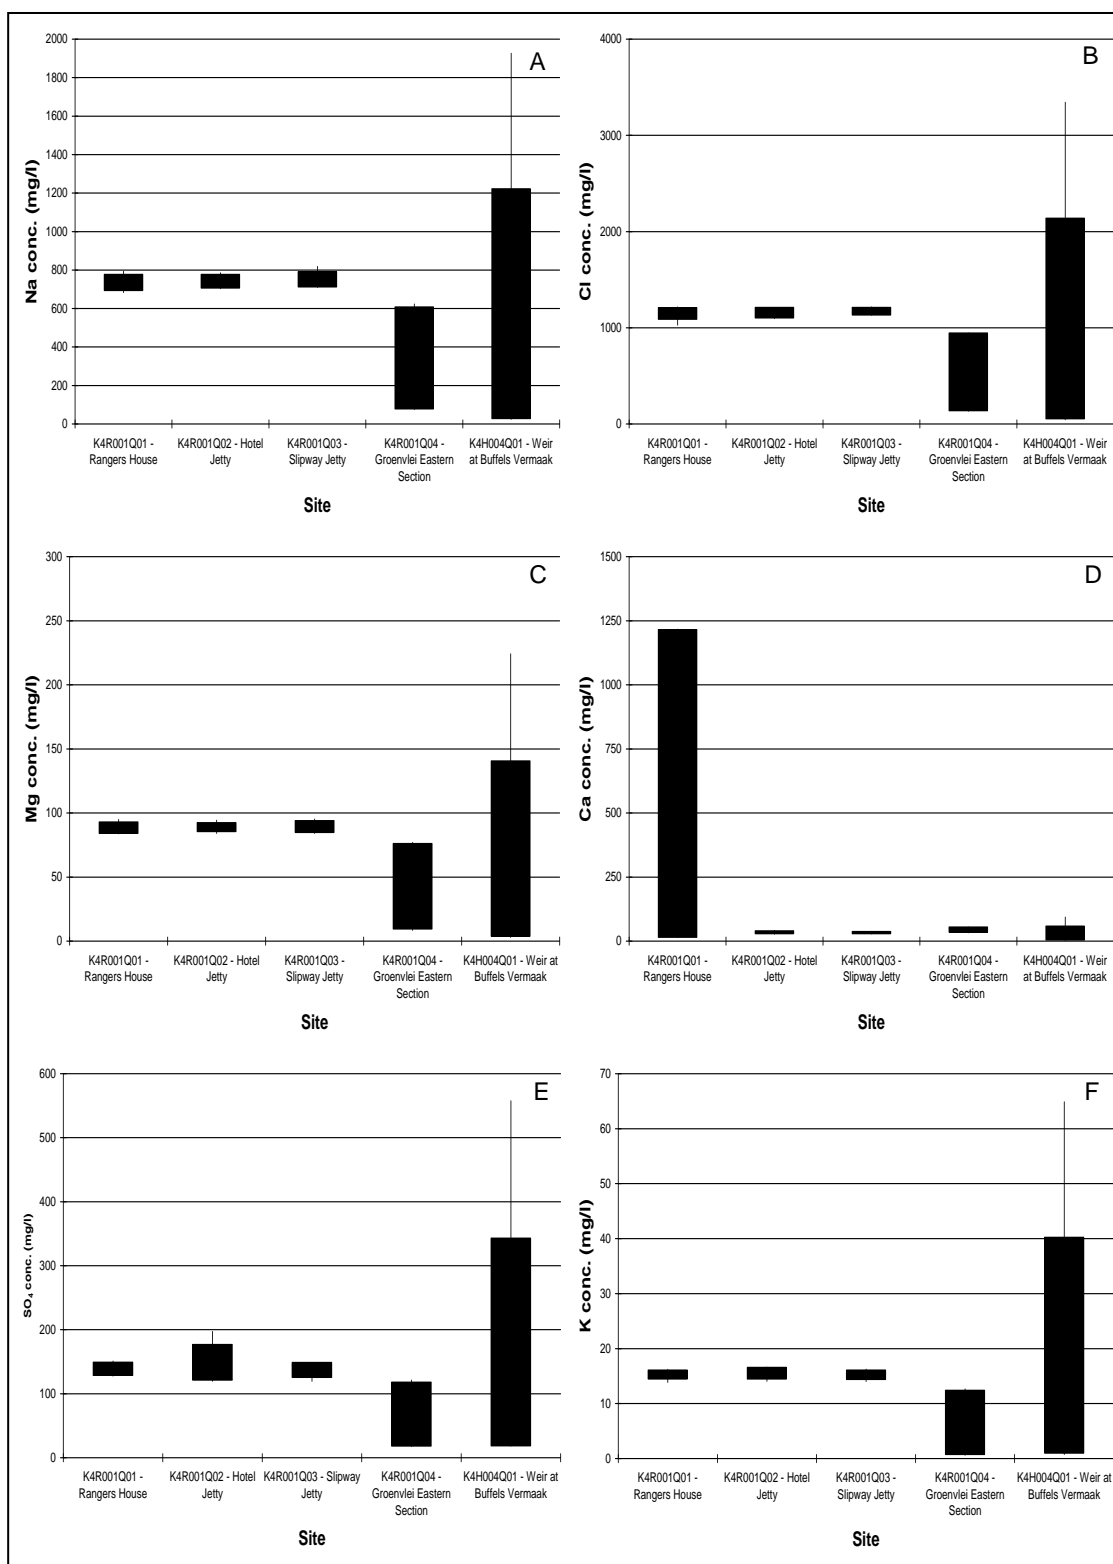 A
Na conc. (mg/l)
2000
1800
1600
1400
1200
1000
800
600
400
200
0
K4R001Q01 -
Rangers House
K4R001Q02 - Hotel
Jetty
K4R001Q03 -
Slipway Jetty
K4R001Q04 -
Groenvlei Eastern
Section
K4H004Q01 - Weir
at Buffels Vermaak
Site
B
Cl conc. (mg/l)
4000
3000
2000
1000
0
K4R001Q01 -
Rangers House
K4R001Q02 - Hotel
Jetty
K4R001Q03 -
Slipway Jetty
K4R001Q04 -
Groenvlei Eastern
Section
K4H004Q01 - Weir
at Buffels Vermaak
Site
C
Mg conc. (mg/l)
300
250
200
150
100
50
0
K4R001Q01 -
Rangers House
K4R001Q02 - Hotel
Jetty
K4R001Q03 -
Slipway Jetty
K4R001Q04 -
Groenvlei Eastern
Section
K4H004Q01 - Weir at
Buffels Vermaak
Site
D
Ca conc. (mg/l)
1500
1250
1000
750
500
250
0
K4R001Q01 -
Rangers House
K4R001Q02 - Hotel
Jetty
K4R001Q03 -
Slipway Jetty
K4R001Q04 -
Groenvlei Eastern
Section
K4H004Q01 - Weir
at Buffels Vermaak
Site
E
SO₄ conc. (mg/l)
600
500
400
300
200
100
0
K4R001Q01 -
Rangers House
K4R001Q02 - Hotel
Jetty
K4R001Q03 - Slipway
Jetty
K4R001Q04 -
Groenvlei Eastern
Section
K4H004Q01 - Weir at
Buffels Vermaak
Site
F
K conc. (mg/l)
70
60
50
40
30
20
10
0
K4R001Q01 -
Rangers House
K4R001Q02 - Hotel
Jetty
K4R001Q03 -
Slipway Jetty
K4R001Q04 -
Groenvlei Eastern
Section
K4H004Q01 - Weir at
Buffels Vermaak
Site